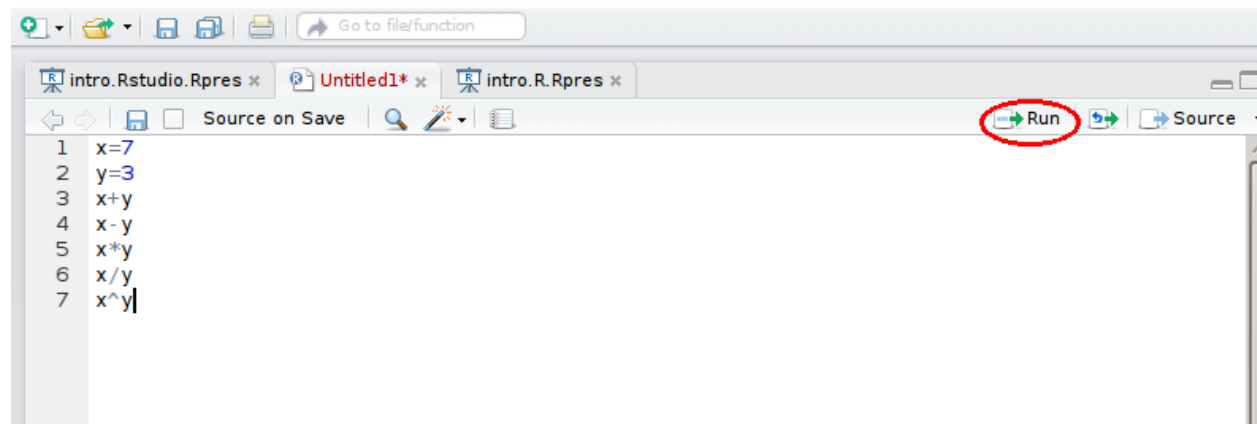 Go to file/function
intro.Rstudio.Rpres × Untitled1* × intro.R.Rpres ×
Source on Save Run Source
1 x=7
2 y=3
3 x+y
4 x-y
5 x*y
6 x/y
7 x^y